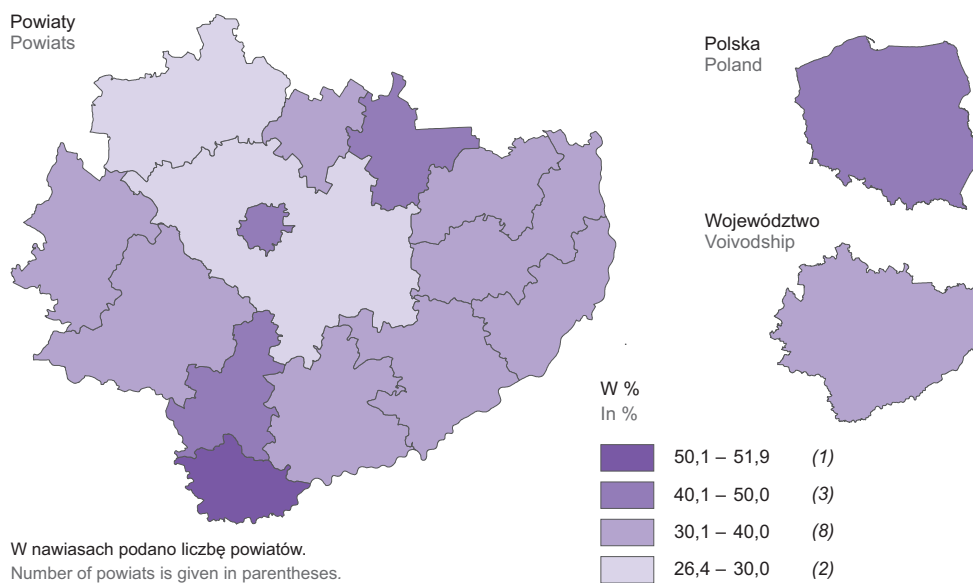 Powiaty
Powiats
Polska
Poland
Województwo
Voivodship
W %
In %
50,1 – 51,9 (1)
40,1 – 50,0 (3)
30,1 – 40,0 (8)
26,4 – 30,0 (2)
W nawiasach podano liczbę powiatów.
Number of powiats is given in parentheses.